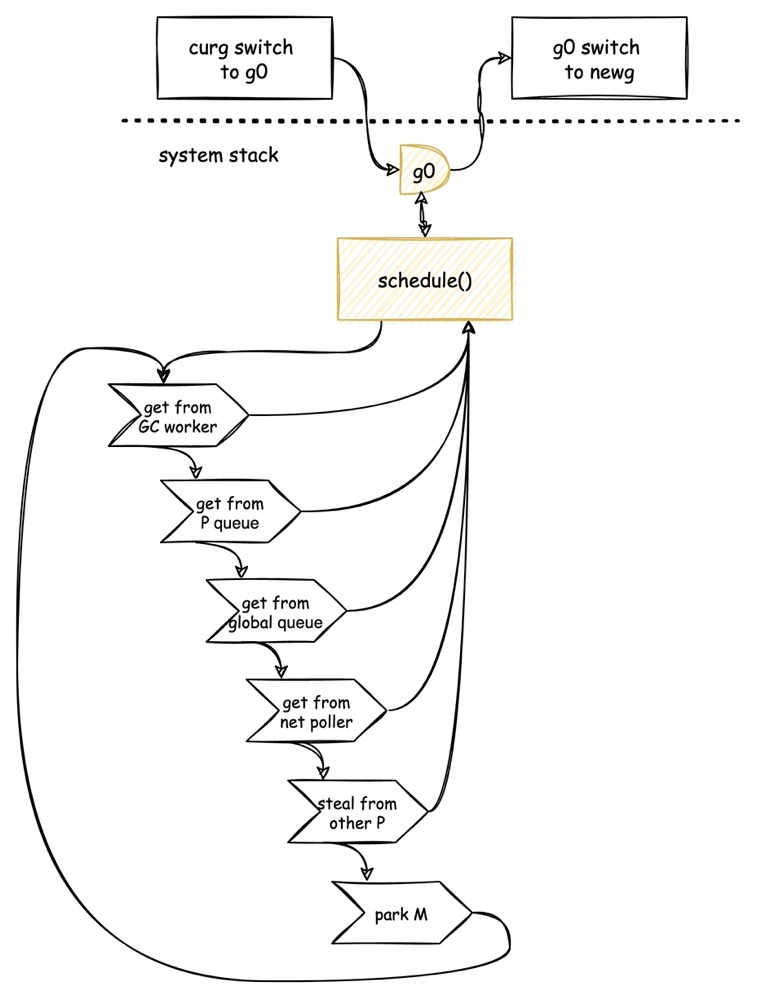 curg switch
to g0
g0 switch
to newg
system stack
g0
schedule()
get from
GC worker
get from
P queue
get from
global queue
get from
net poller
steal from
other P
park M